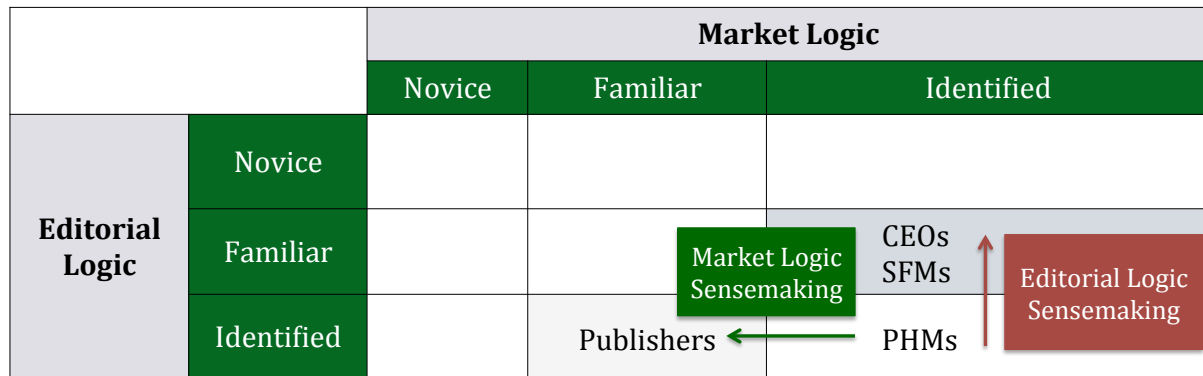 Market Logic
Novice
Familiar
Identified
Editorial
Logic
Novice
Familiar
Identified
Market Logic
Sensemaking
CEOs
SFMs
Editorial Logic
Sensemaking
Publishers
PHMs